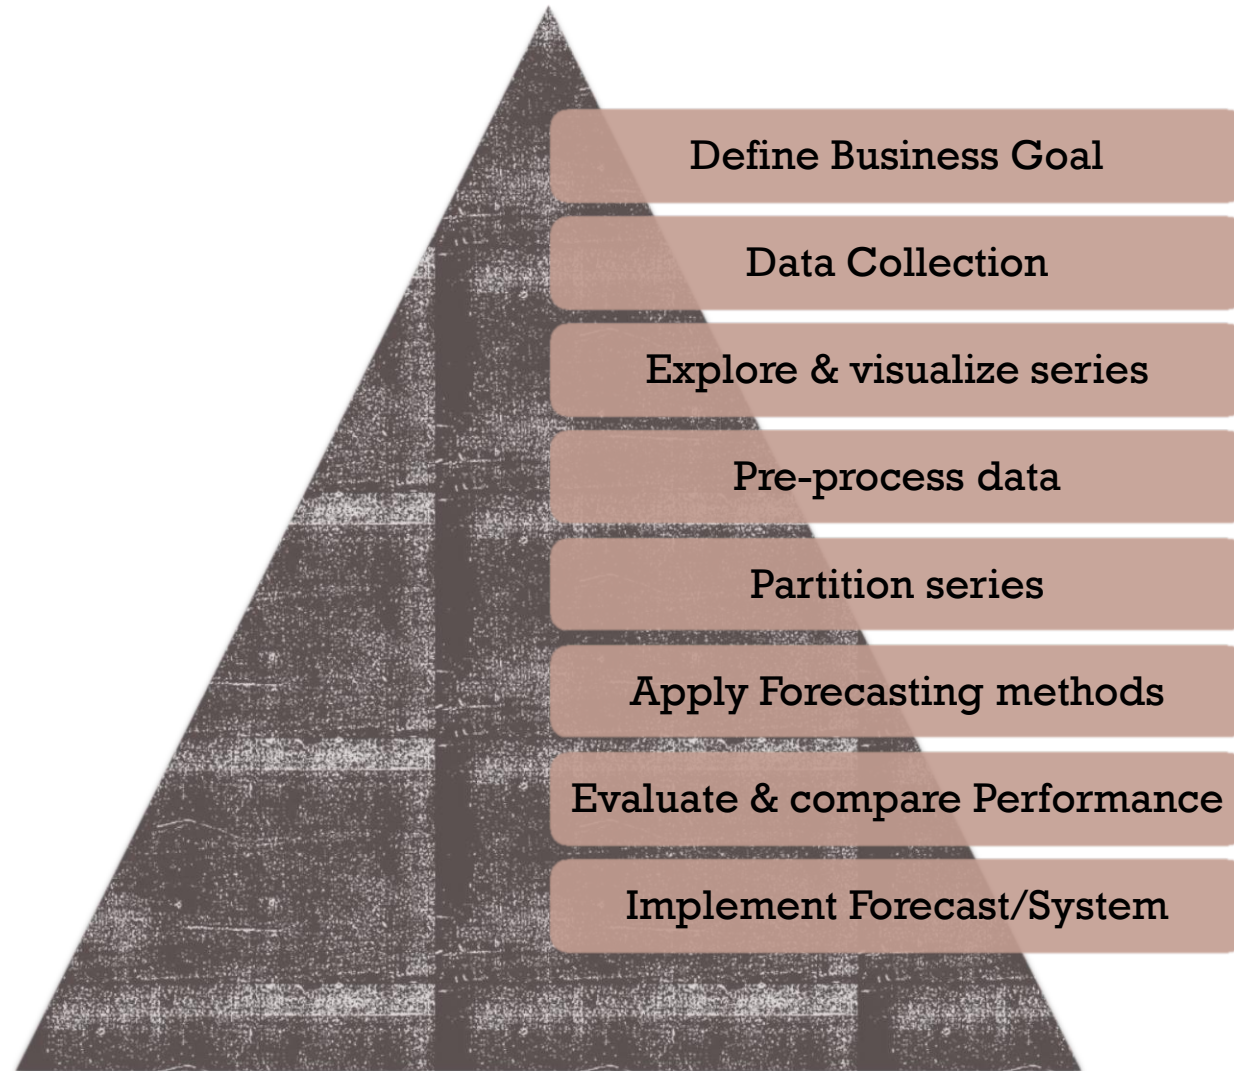 Define Business Goal
Data Collection
Explore & visualize series
Pre-process data
Partition series
Apply Forecasting methods
Evaluate & compare Performance
Implement Forecast/System